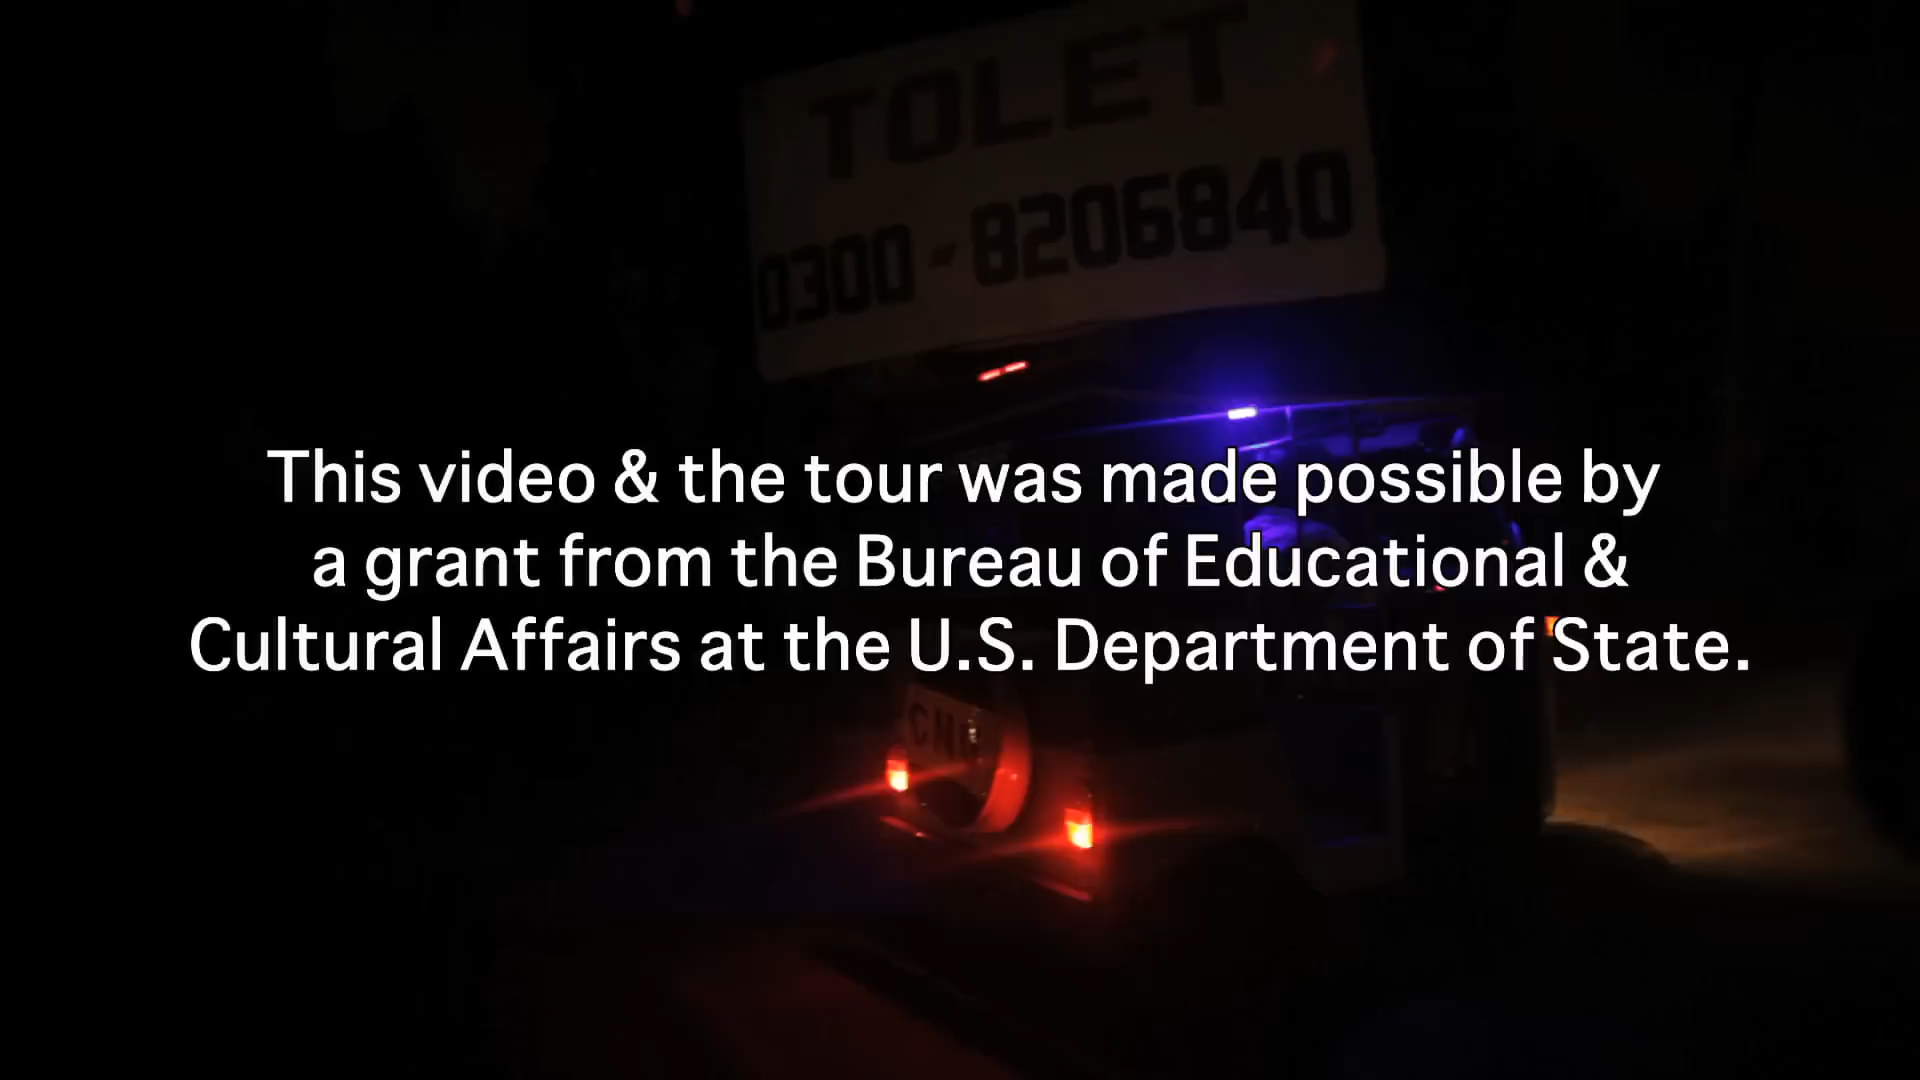 TOLET
0300-8206840
This video & the tour was made possible by
a grant from the Bureau of Educational &
Cultural Affairs at the U.S. Department of State.